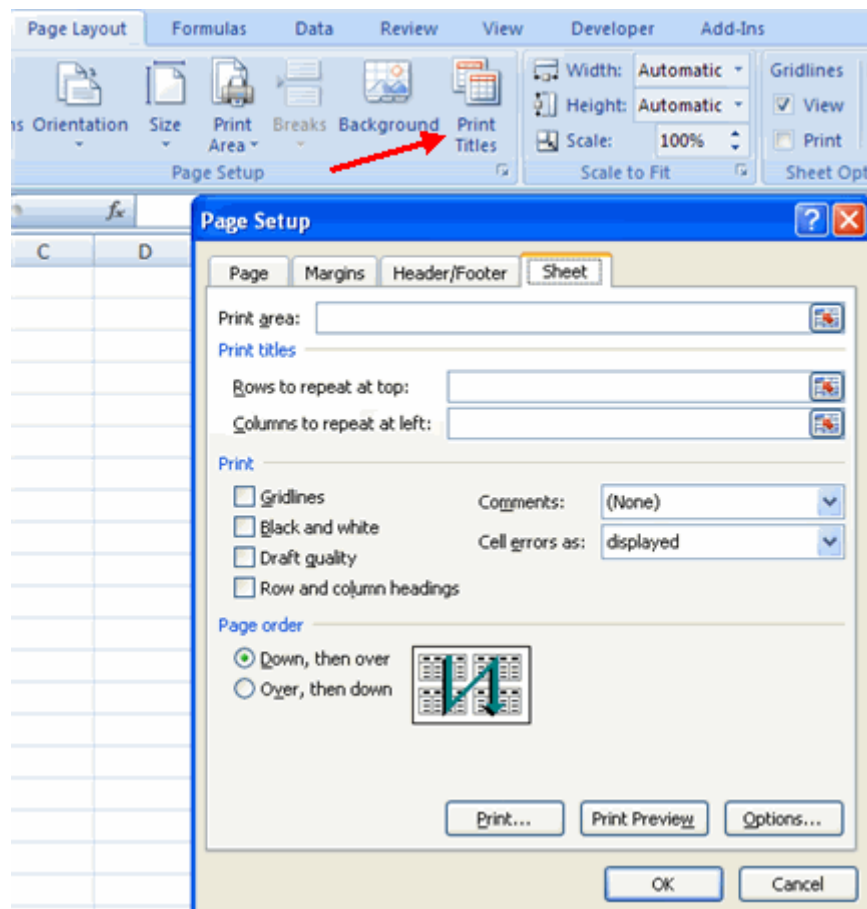 Page Layout Formulas Data Review View Developer Add-Ins
Width: Automatic Gridlines
Height: Automatic View
ns Orientation Size Print Area Breaks Background Print Titles Scale: 100% Print
Page Setup Scale to Fit Sheet Opt
fx
C D
Page Setup
Page Margins Header/Footer Sheet
Print area:
Print titles
Rows to repeat at top:
Columns to repeat at left:
Print
Gridlines Comments: (None)
Black and white
Cell errors as: displayed
Draft quality
Row and column headings
Page order
Down, then over
Over, then down
Print... Print Preview Options...
OK Cancel